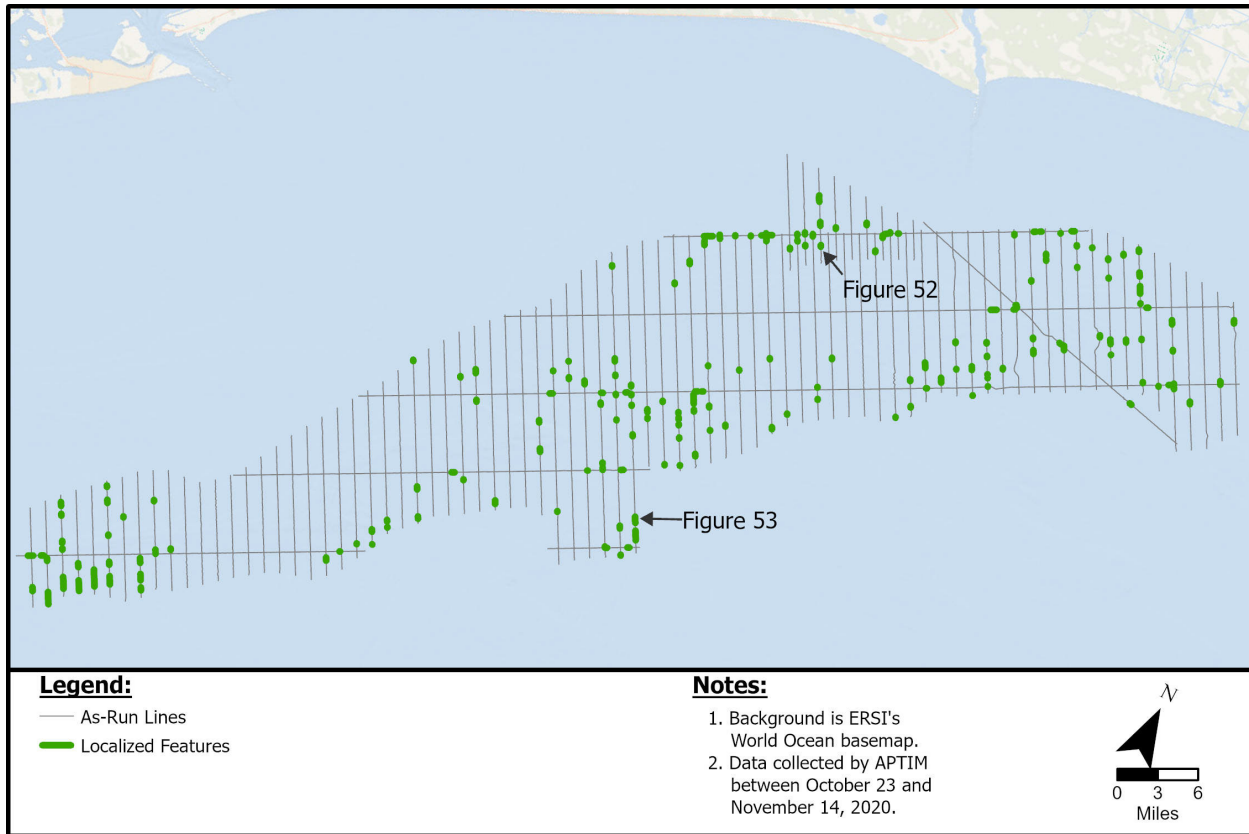 Figure 52
Figure 53
Legend:
As-Run Lines
Localized Features
Notes:
1. Background is ERSI's
World Ocean basemap.
2. Data collected by APTIM
between October 23 and
November 14, 2020.
N
0 3 6
Miles